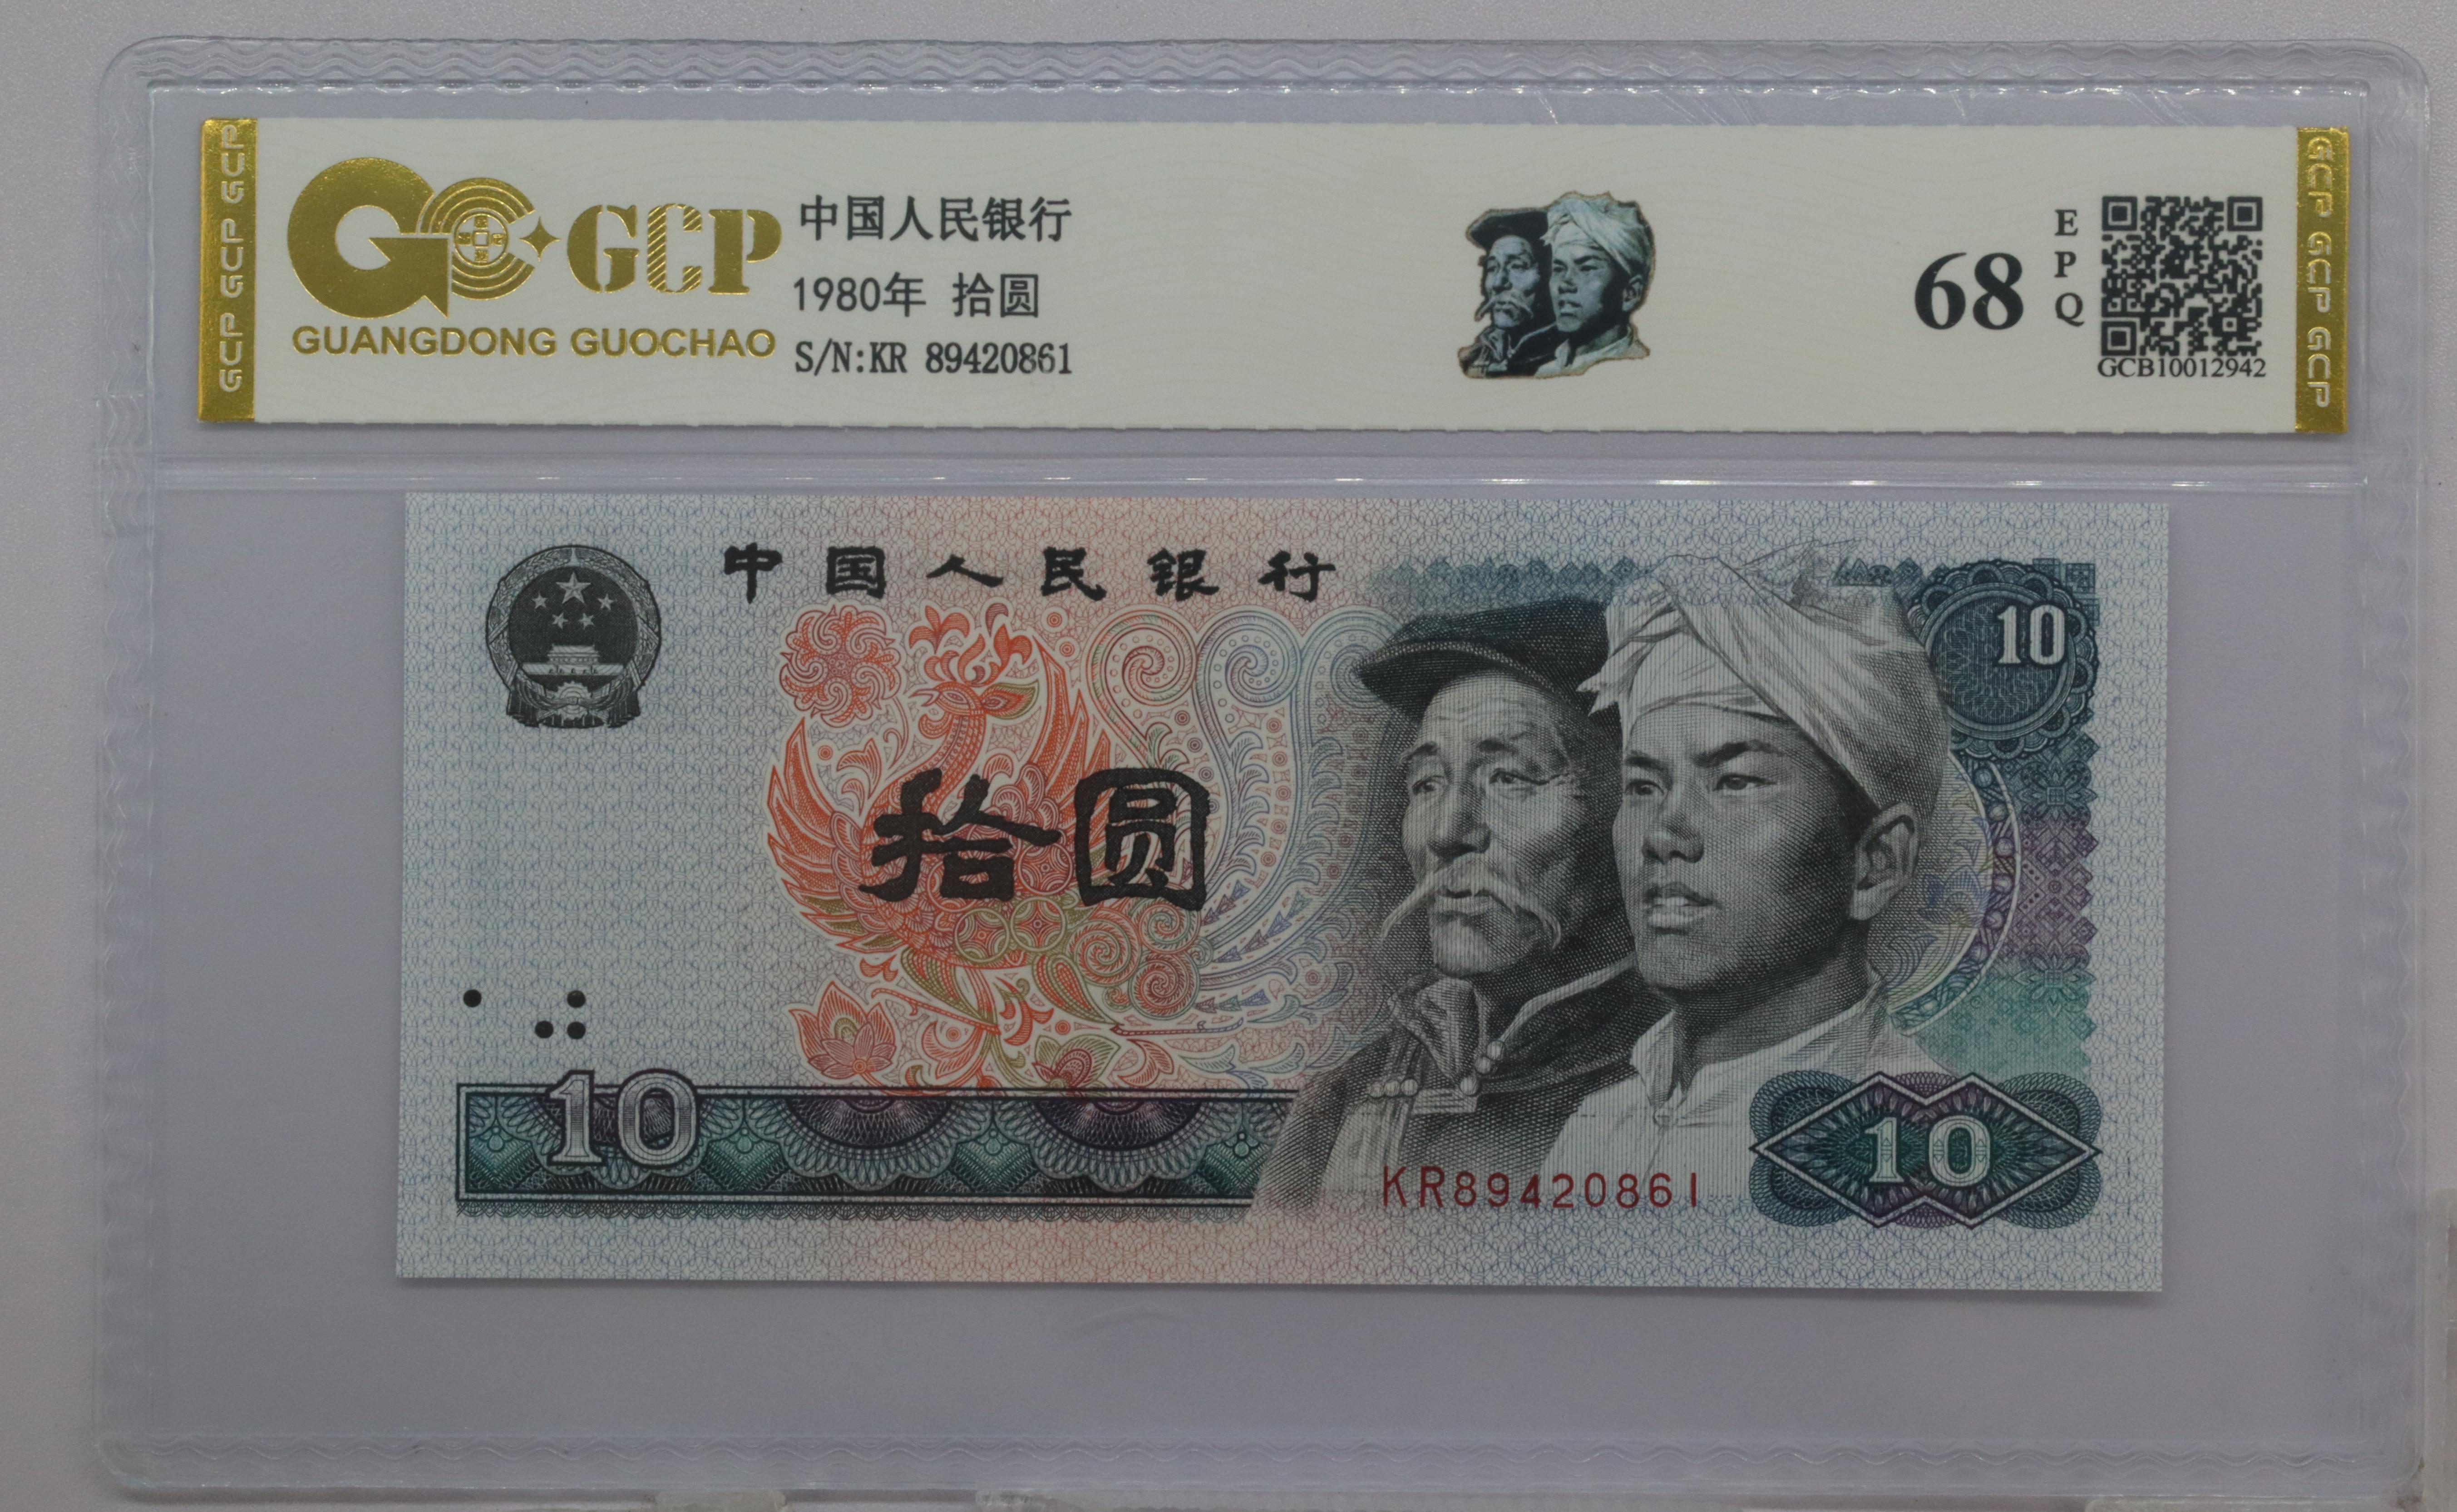 GCP GCP GCP
GCP
GUANGDONG GUOCHAO
中国人民银行
1980年 拾圆
S/N:KR 89420861
68
EPQ
GCB10012942
GCP GCP GCP
中国人民银行
10
拾圆
10
KR89420861
10